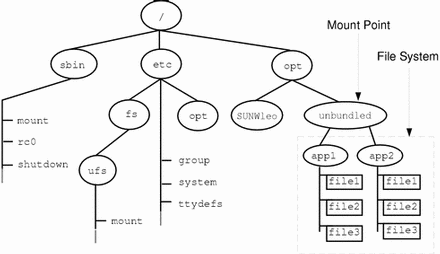 /
Mount Point
File System
sbin
etc
opt
fs
opt
SUNWleo
unbundled
mount
rc0
shutdown
ufs
group
system
ttydefs
mount
app1
app2
file1
file1
file2
file2
file3
file3